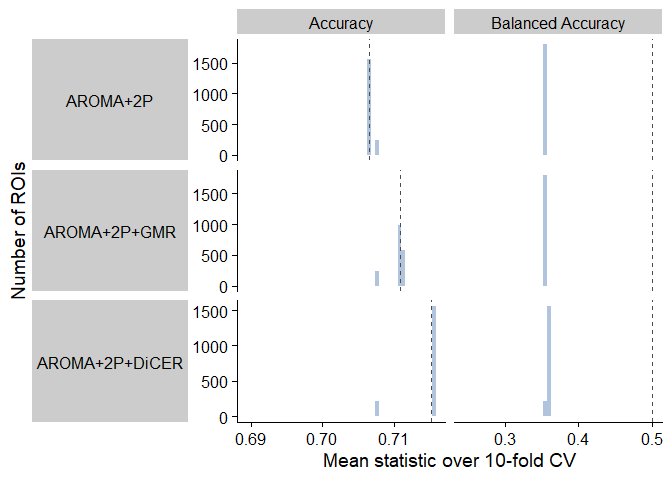 Accuracy
Balanced Accuracy
Number of ROIs
AROMA+2P
1500
1000
500
0
AROMA+2P+GMR
1500
1000
500
0
AROMA+2P+DiCER
1500
1000
500
0
0.69
0.70
0.71
0.3
0.4
0.5
Mean statistic over 10-fold CV